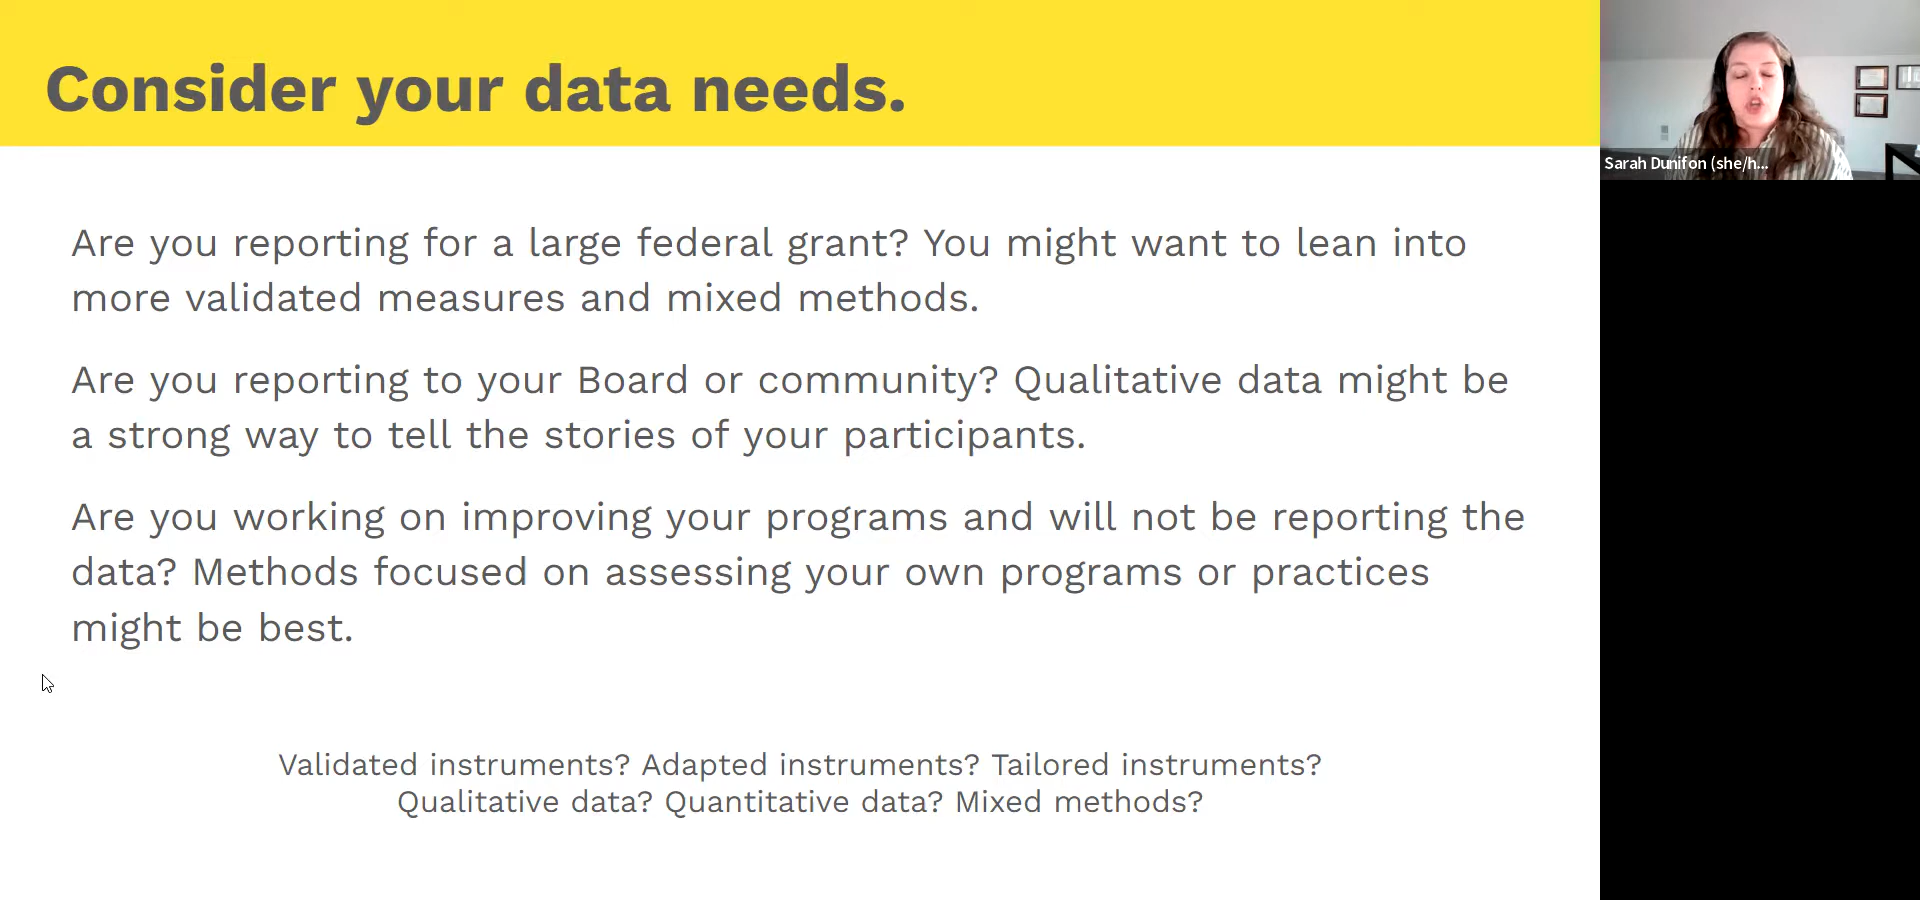 Consider your data needs.
Are you reporting for a large federal grant? You might want to lean into
more validated measures and mixed methods.
Are you reporting to your Board or community? Qualitative data might be
a strong way to tell the stories of your participants.
Are you working on improving your programs and will not be reporting the
data? Methods focused on assessing your own programs or practices
might be best.
Validated instruments? Adapted instruments? Tailored instruments?
Qualitative data? Quantitative data? Mixed methods?
Sarah Dunifon (she/h...